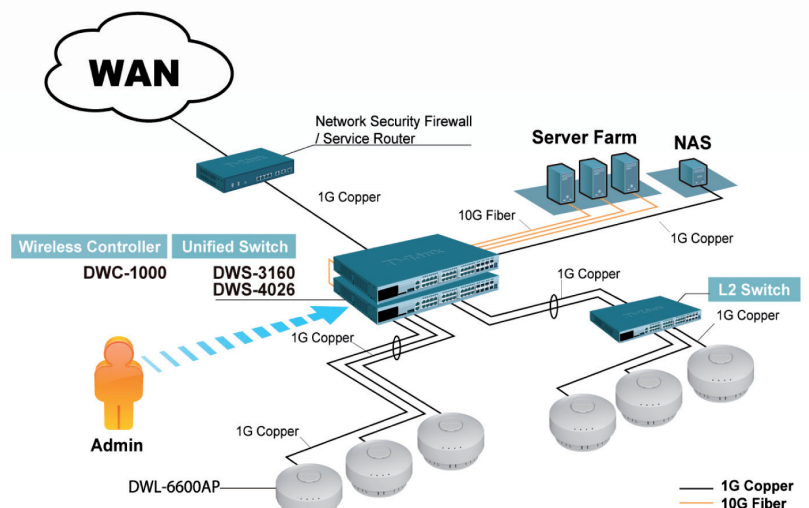 WAN
Network Security Firewall
/ Service Router
Server Farm
NAS
1G Copper
10G Fiber
1G Copper
Wireless Controller
Unified Switch
DWC-1000
DWS-3160
DWS-4026
1G Copper
L2 Switch
1G Copper
1G Copper
Admin
1G Copper
DWL-6600AP
1G Copper
10G Fiber